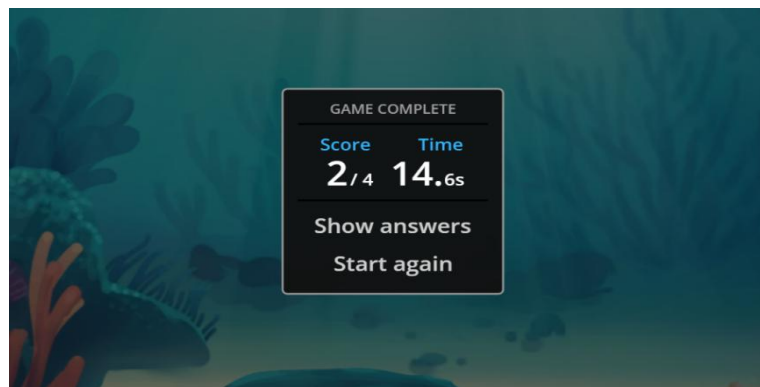 GAME COMPLETE
Score Time
2/4 14.6s
Show answers
Start again